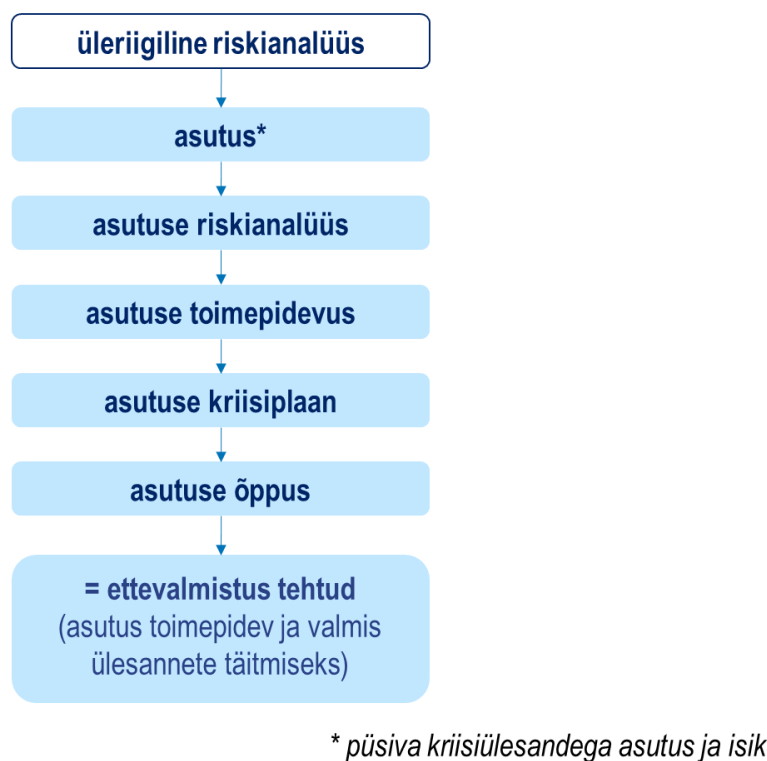 üleriigiline riskianalüüs
asutus*
asutuse riskianalüüs
asutuse toimepidevus
asutuse kriisiplaan
asutuse õppus
= ettevalmistus tehtud
(asutus toimepidev ja valmis
ülesannete täitmiseks)
* püsiva kriisiülesandega asutus ja isik